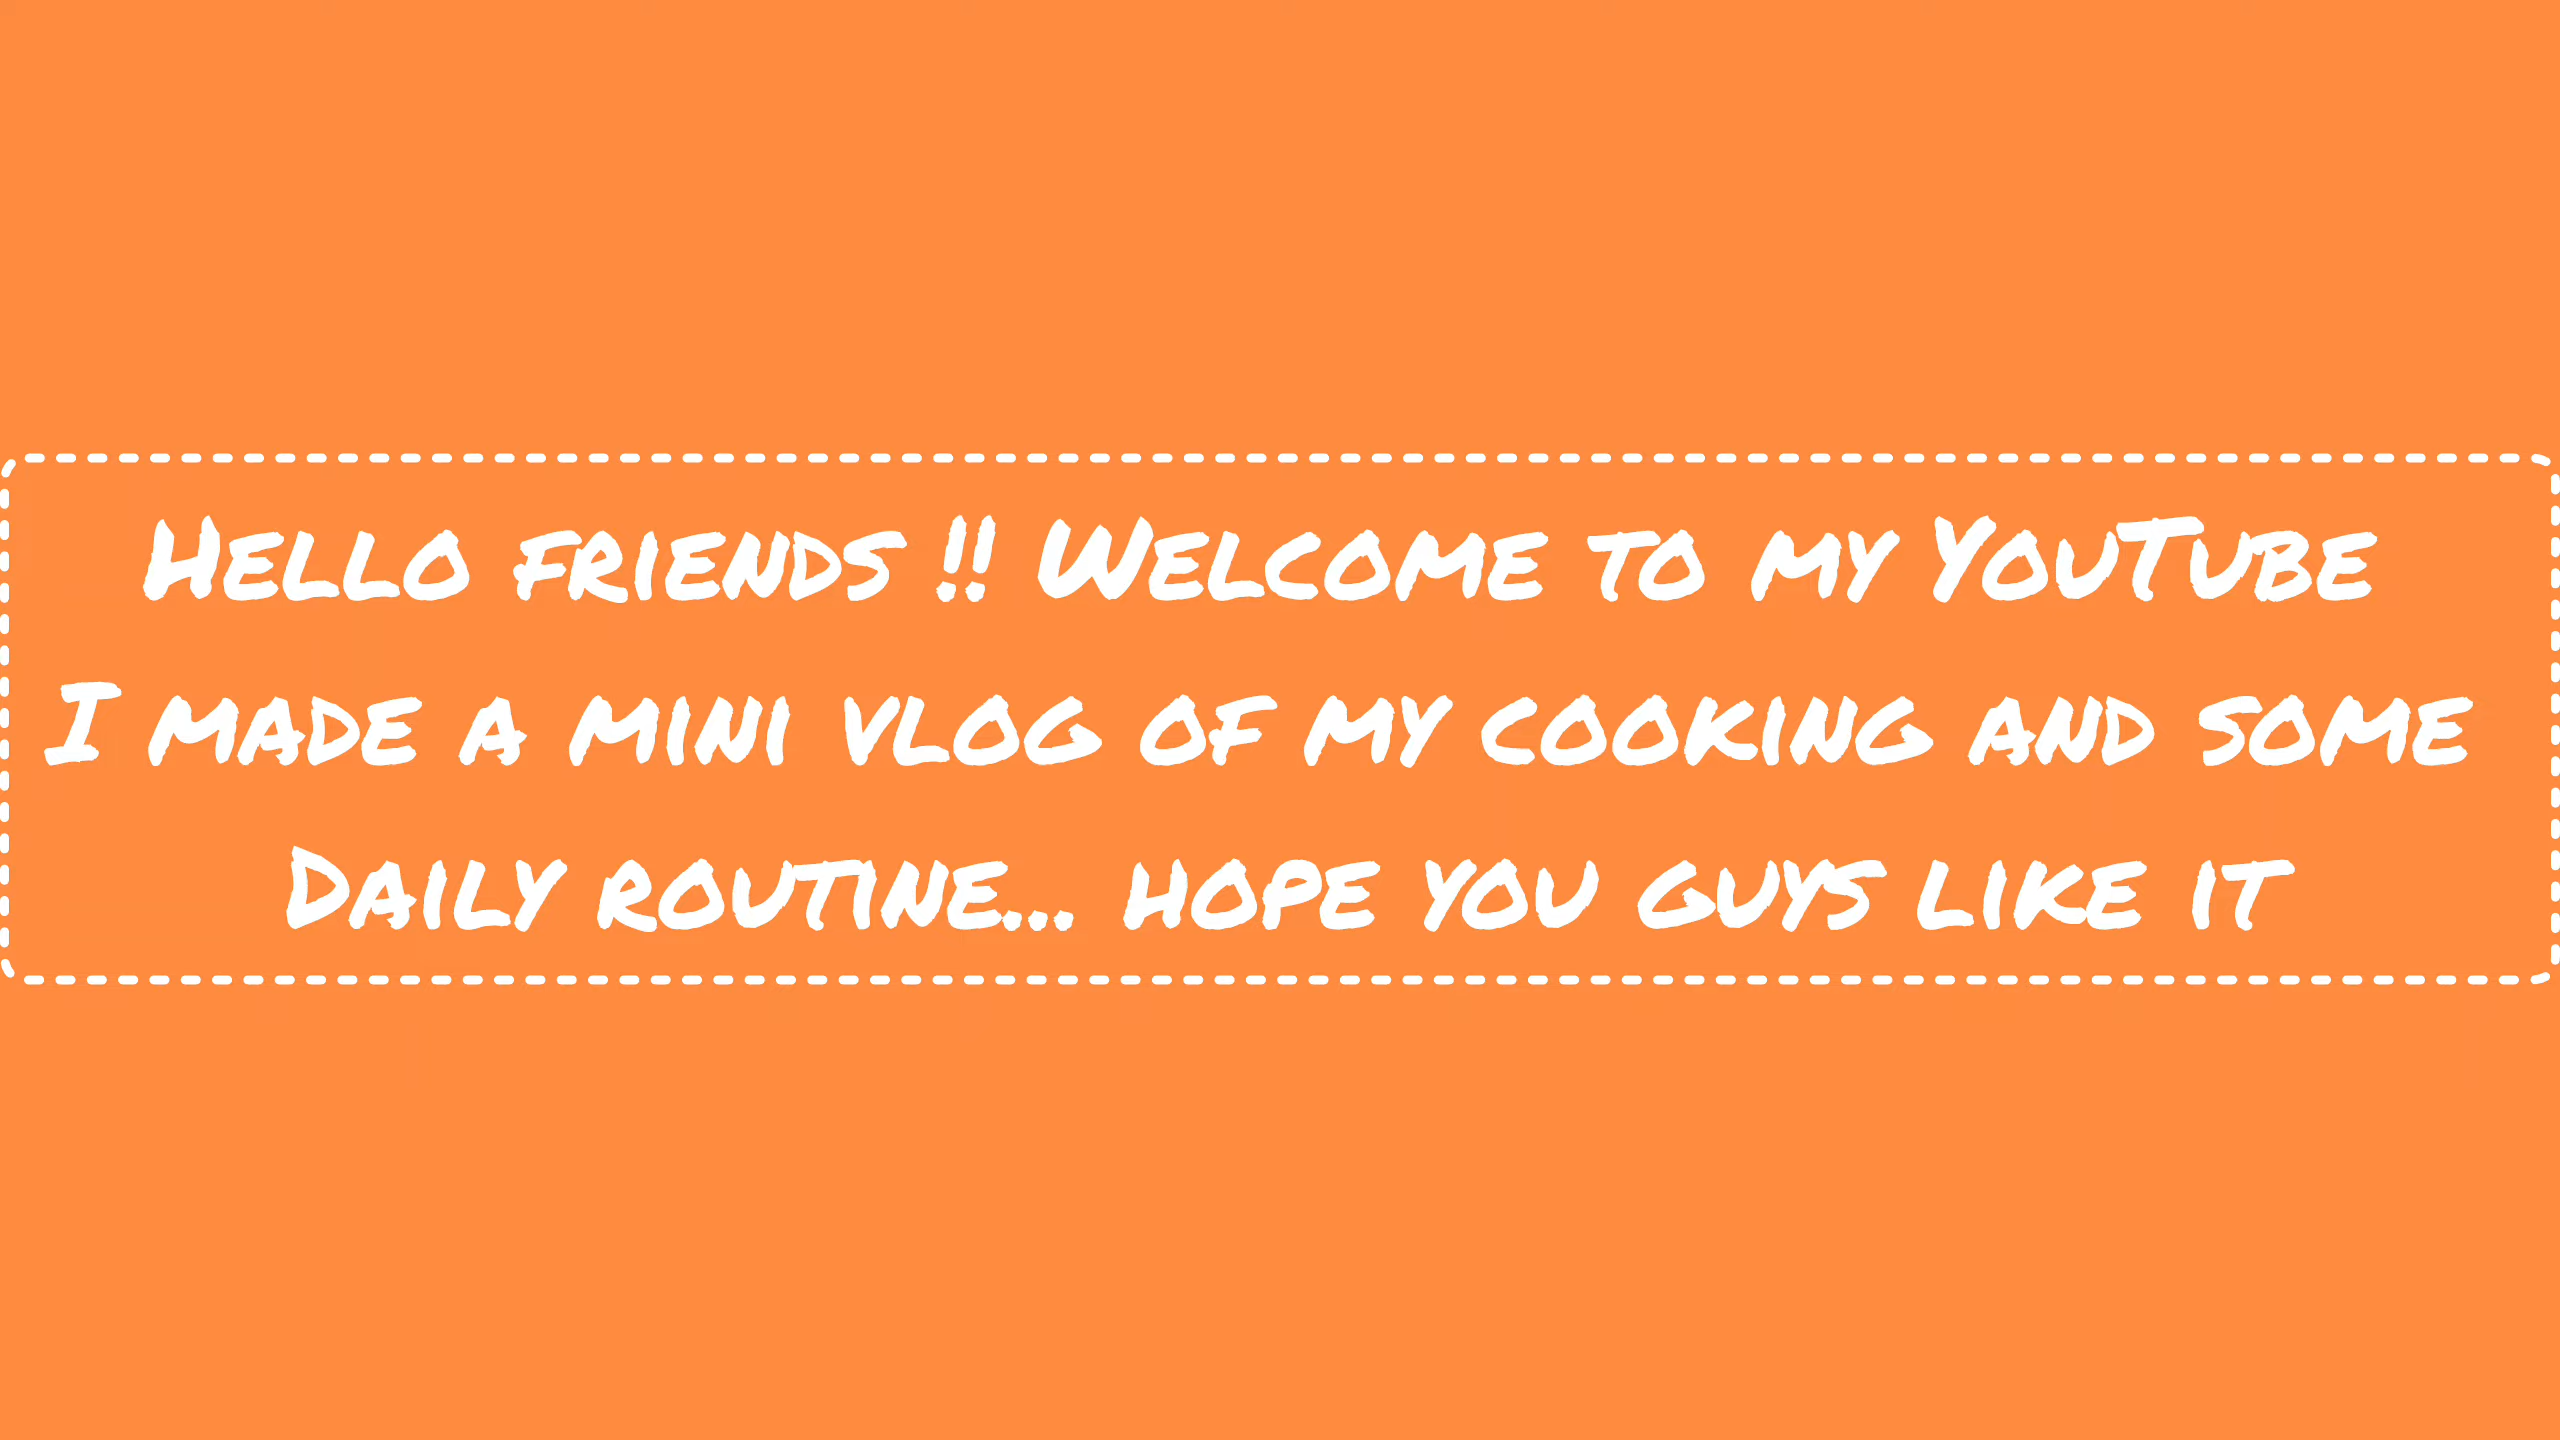 Hello friends !! Welcome to my YouTube
I made a mini vlog of my cooking and some
Daily routine... hope you guys like it